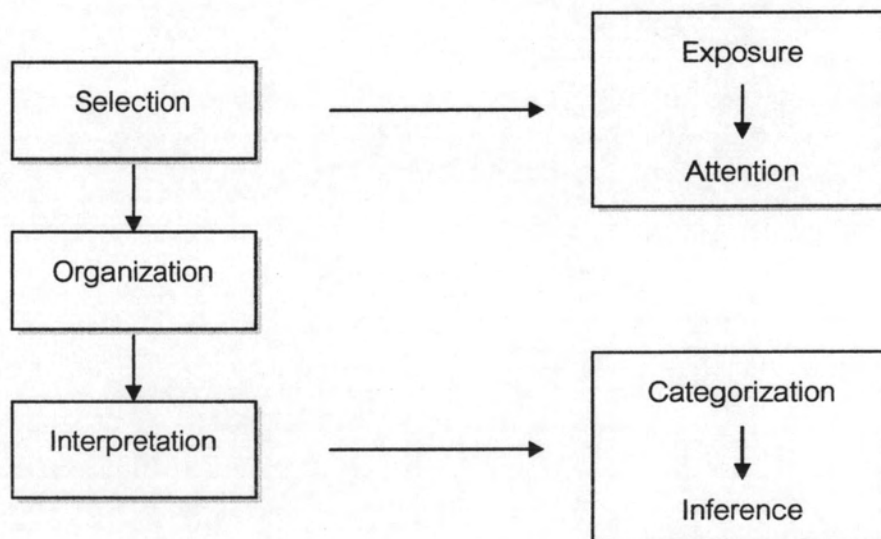 Selection
Organization
Interpretation
Exposure
Attention
Categorization
Inference